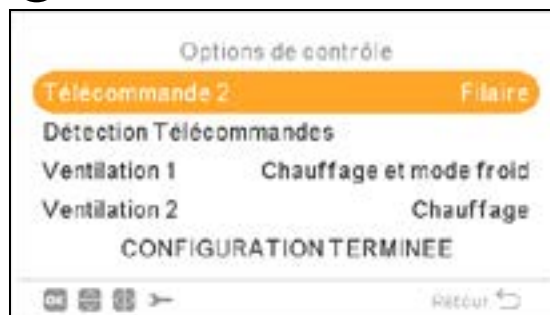 Options de contrôle
Télécommande 2 Filaire
Détection Télécommandes
Ventilation 1 Chauffage et mode froid
Ventilation 2 Chauffage
CONFIGURATION TERMINEE
OK Retour